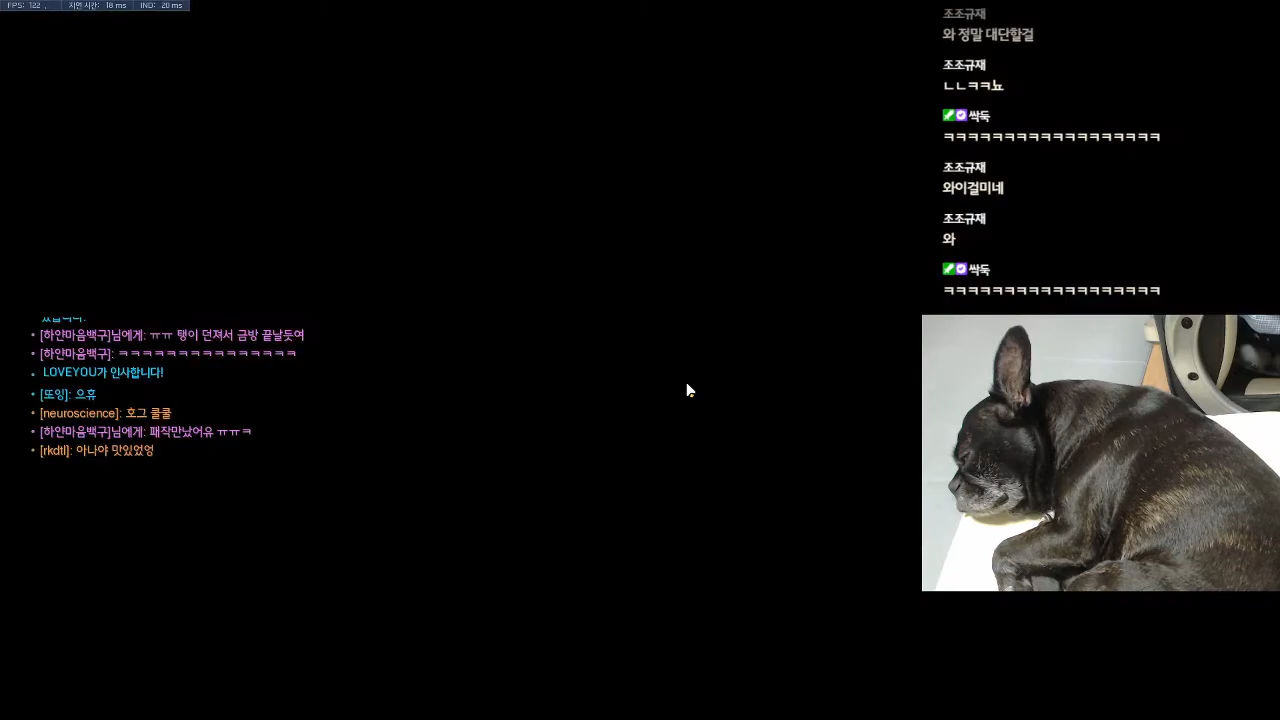 FPS: 122 , 지연 시간: 18 ms IND: 20 ms
조조규재
와 정말 대단할걸
조조규재
ㄴㄴㅋㅋ뇨
싹둑
ㅋㅋㅋㅋㅋㅋㅋㅋㅋㅋㅋㅋㅋㅋㅋㅋㅋㅋ
조조규재
와이걸미네
조조규재
와
싹둑
ㅋㅋㅋㅋㅋㅋㅋㅋㅋㅋㅋㅋㅋㅋㅋㅋㅋㅋ
[하얀마음백구]님에게: ㅠㅠ 탱이 던져서 금방 끝날듯여
[하얀마음백구]: ㅋㅋㅋㅋㅋㅋㅋㅋㅋㅋㅋㅋㅋㅋㅋ
LOVEYOU가 인사합니다!
[또잉]: 으휴
[neuroscience]: 호그 쿨쿨
[하얀마음백구]님에게: 패작만났어유 ㅠㅠㅋ
[rkdtl]: 아나야 맛있었엉